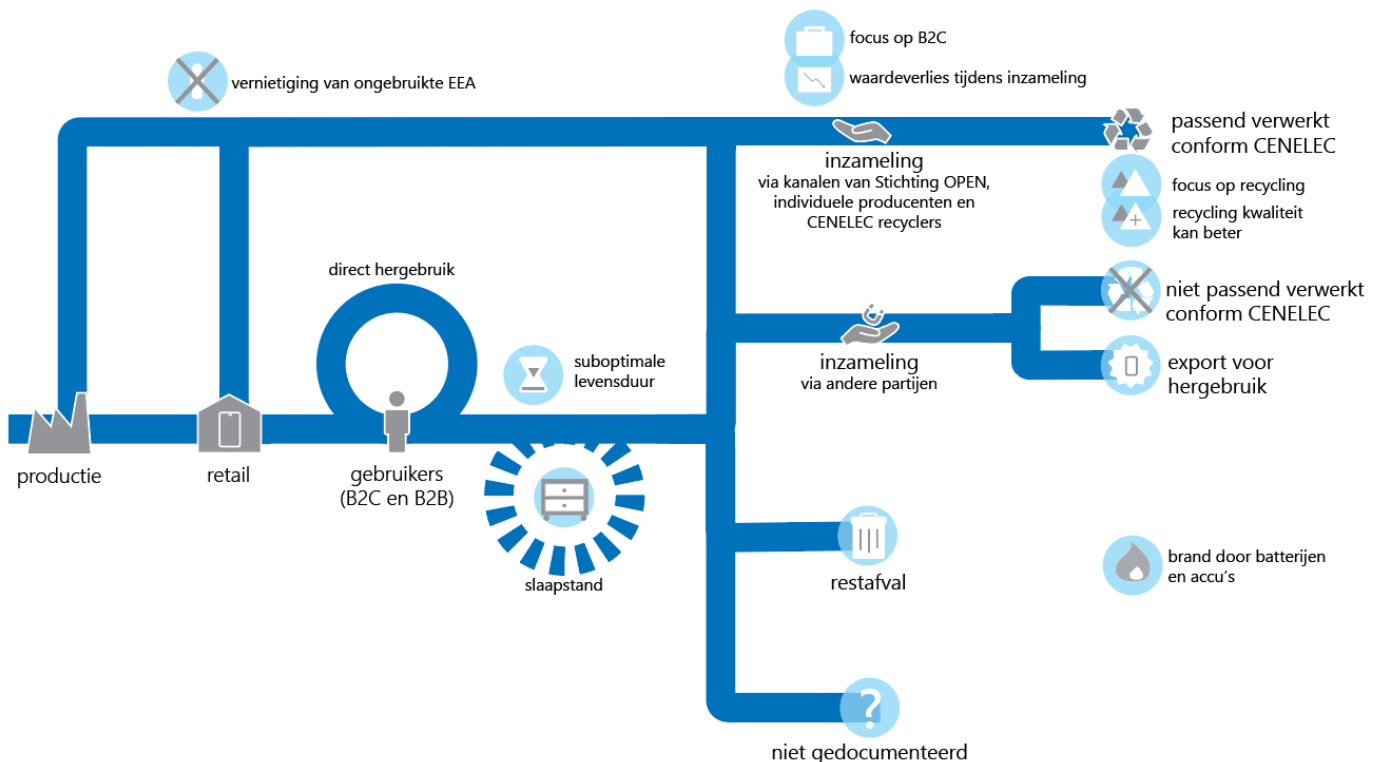 focus op B2C
vernietiging van ongebruikte EEA
waardeverlies tijdens inzameling
passend verwerkt
conform CENELEC
inzameling
via kanalen van Stichting OPEN,
individuele producenten en
CENELEC recyclers
focus op recycling
recycling kwaliteit
kan beter
direct hergebruik
niet passend verwerkt
conform CENELEC
suboptimale
levensduur
inzameling
via andere partijen
export voor
hergebruik
productie
retail
gebruikers
(B2C en B2B)
slaapstand
restafval
brand door batterijen
en accu's
?
niet gedocumenteerd